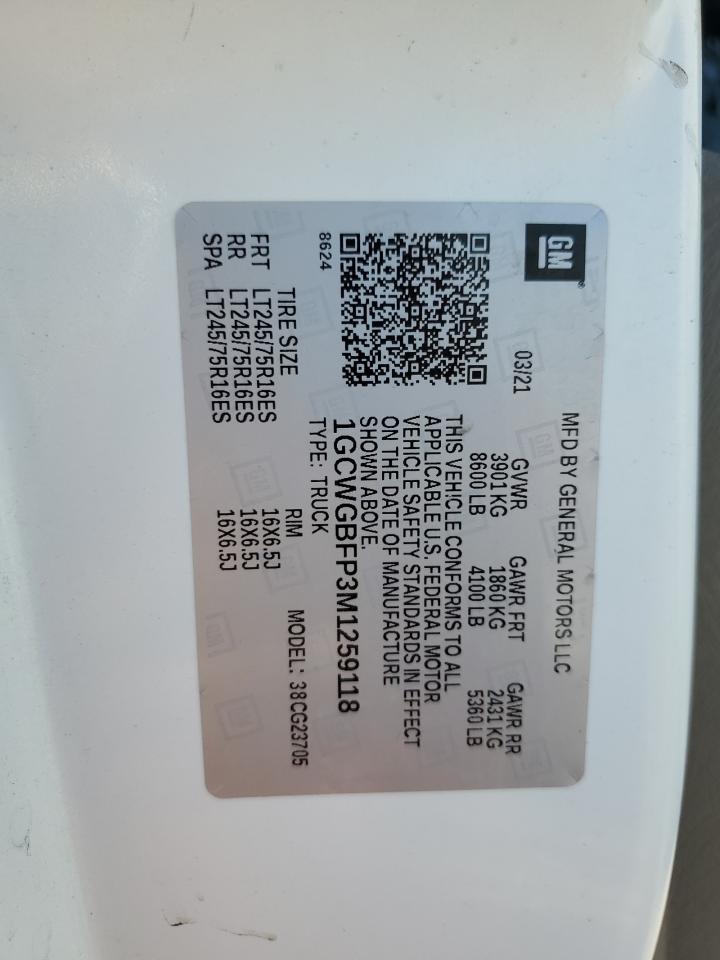 GM
MFD BY GENERAL MOTORS LLC
03/21 GVWR GAWR FRT GAWR RR
3901 KG 1860 KG 2431 KG
8600 LB 4100 LB 5360 LB
THIS VEHICLE CONFORMS TO ALL
APPLICABLE U.S. FEDERAL MOTOR
VEHICLE SAFETY STANDARDS IN EFFECT
ON THE DATE OF MANUFACTURE
SHOWN ABOVE.
1GCWGBFP3M1259118
8624 TYPE: TRUCK MODEL: 38CG23705
TIRE SIZE RIM
FRT LT245/75R16ES 16X6.5J
RR LT245/75R16ES 16X6.5J
SPA LT245/75R16ES 16X6.5J